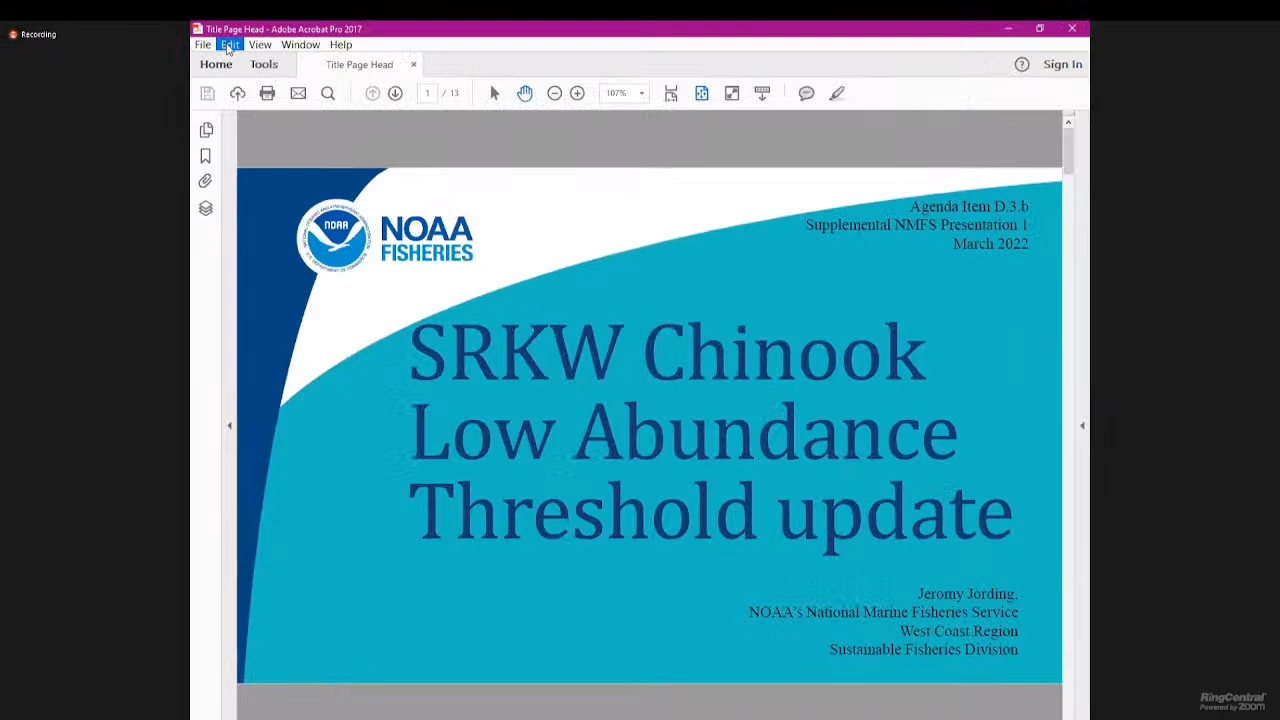 Recording
Title Page Head - Adobe Acrobat Pro 2017
File Edit View Window Help
Home Tools Title Page Head × Sign In
1 / 13 107%
NOAA
NOAA
FISHERIES
Agenda Item D.3.b
Supplemental NMFS Presentation 1
March 2022
SRKW Chinook
Low Abundance
Threshold update
Jeromy Jording,
NOAA's National Marine Fisheries Service
West Coast Region
Sustainable Fisheries Division
RingCentral
Powered by zoom